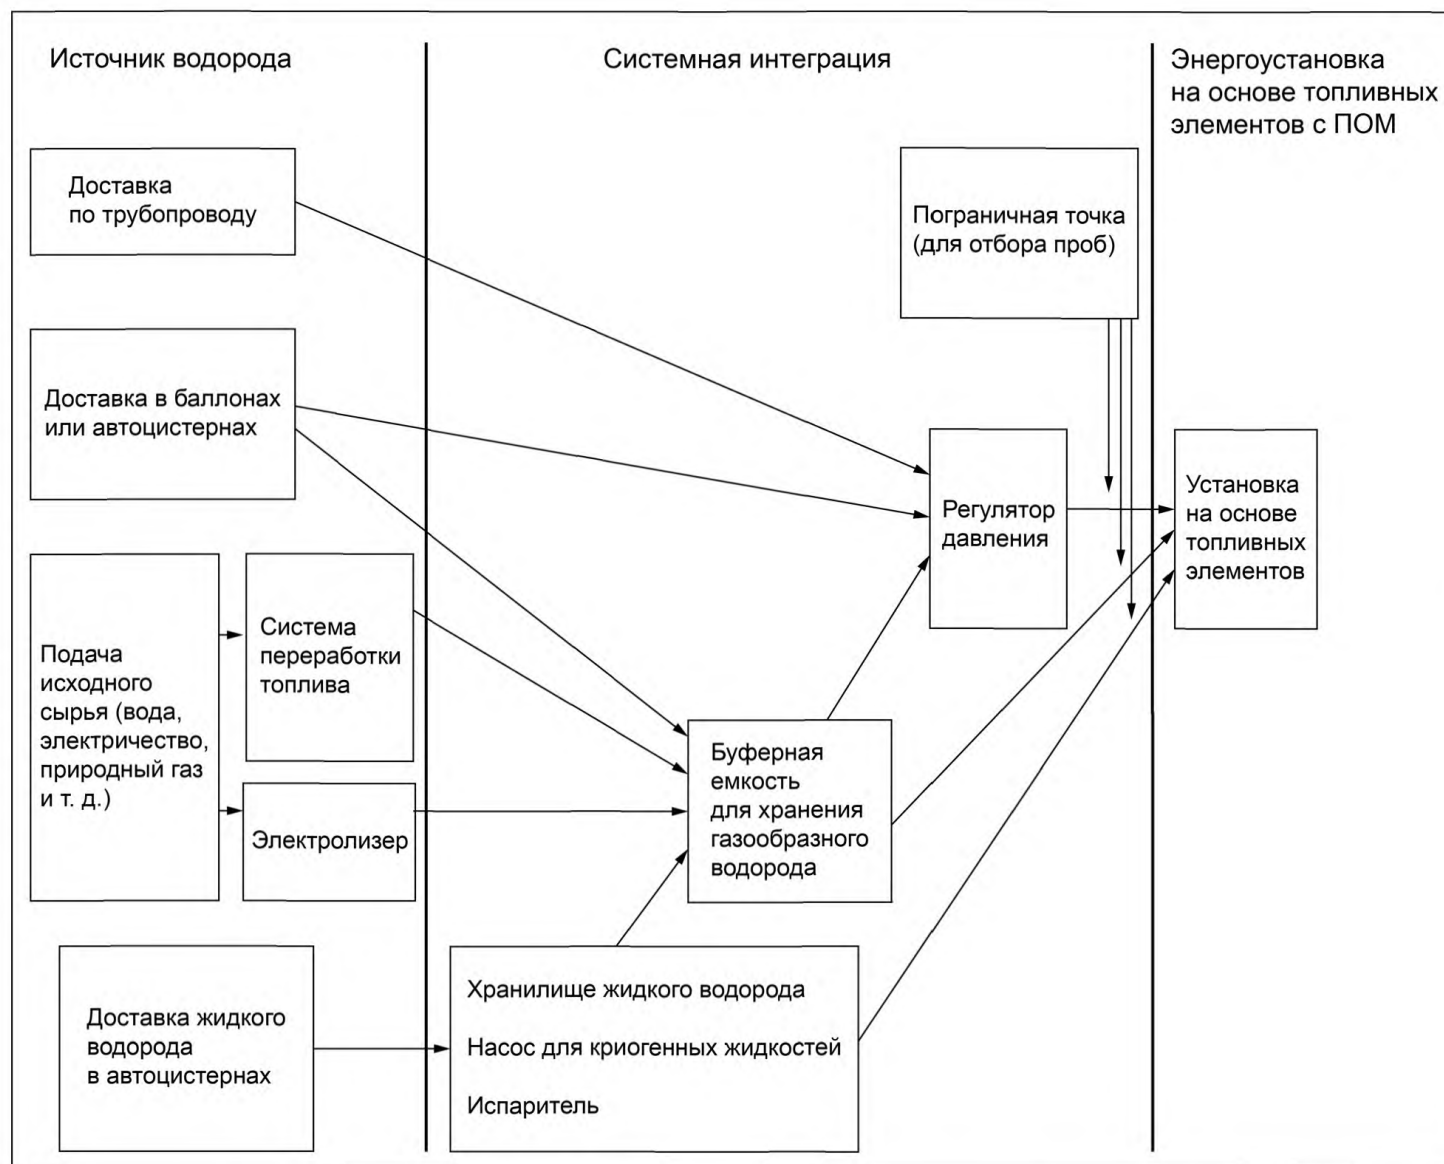 Источник водорода
Системная интеграция
Энергоустановка
на основе топливных
элементов с ПОМ
Доставка
по трубопроводу
Пограничная точка
(для отбора проб)
Доставка в баллонах
или автоцистернах
Регулятор
давления
Установка
на основе
топливных
элементов
Подача
исходного
сырья (вода,
электричество,
природный газ
и т. д.)
Система
переработки
топлива
Электролизер
Буферная
емкость
для хранения
газообразного
водорода
Доставка жидкого
водорода
в автоцистернах
Хранилище жидкого водорода
Насос для криогенных жидкостей
Испаритель